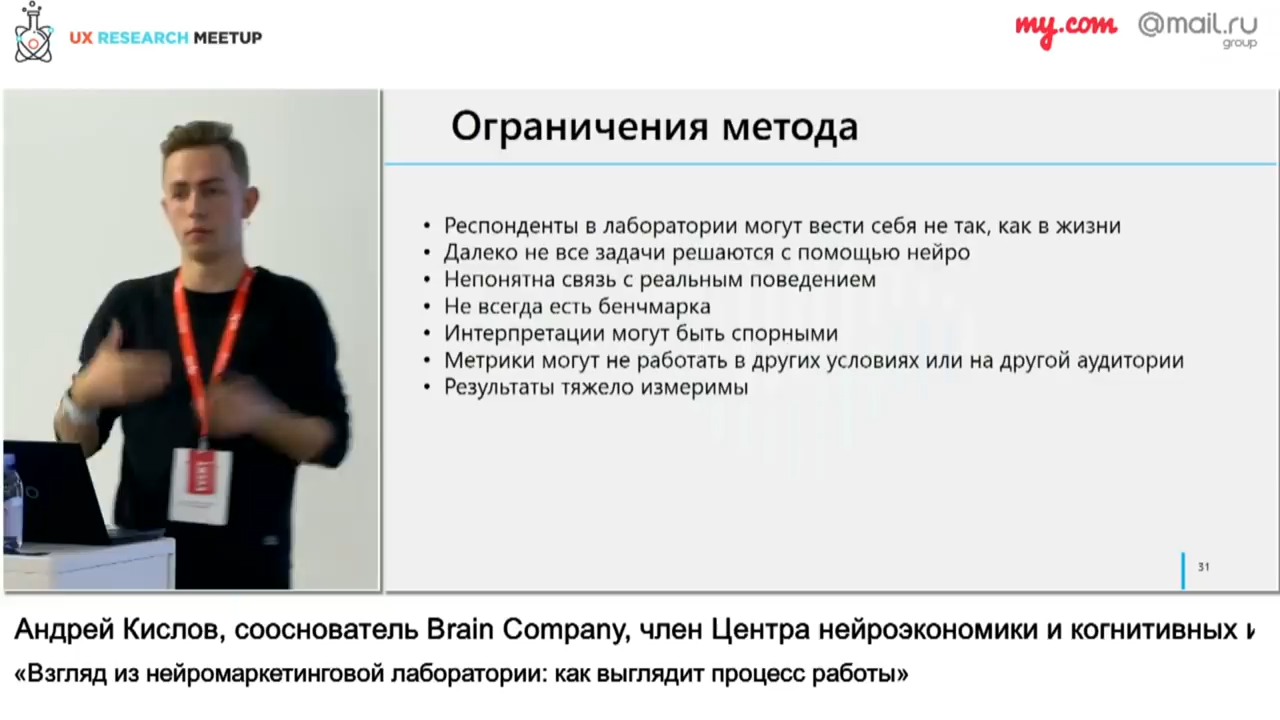 UX RESEARCH MEETUP
my.com @mail.ru
group
Ограничения метода
• Респонденты в лаборатории могут вести себя не так, как в жизни
• Далеко не все задачи решаются с помощью нейро
• Непонятна связь с реальным поведением
• Не всегда есть бенчмарка
• Интерпретации могут быть спорными
• Метрики могут не работать в других условиях или на другой аудитории
• Результаты тяжело измеримы
EVENT
31
Андрей Кислов, сооснователь Brain Company, член Центра нейроэкономики и когнитивных
«Взгляд из нейромаркетинговой лаборатории: как выглядит процесс работы»